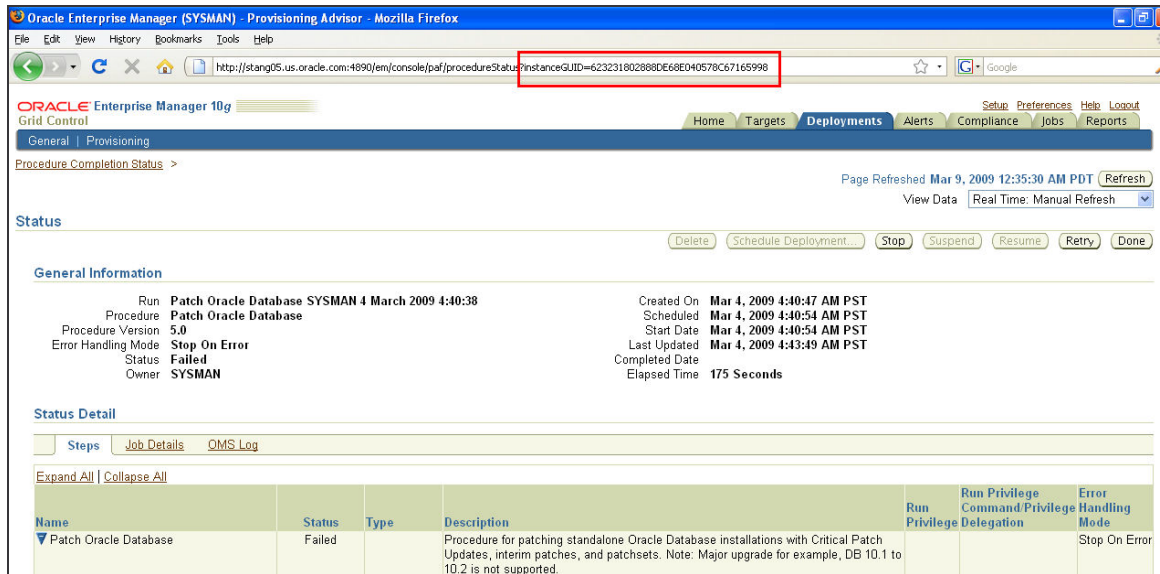 Oracle Enterprise Manager (SYSMAN) - Provisioning Advisor - Mozilla Firefox
File Edit View History Bookmarks Tools Help
http://stang05.us.oracle.com:4890/em/console/paf/procedureStatus?instanceGUID=623231802888DE68E040578C67165998
G Google
ORACLE Enterprise Manager 10g
Grid Control
Setup Preferences Help Logout
Home Targets Deployments Alerts Compliance Jobs Reports
General | Provisioning
Procedure Completion Status >
Page Refreshed Mar 9, 2009 12:35:30 AM PDT Refresh
View Data Real Time: Manual Refresh
Status
Delete Schedule Deployment... Stop Suspend Resume Retry Done
General Information
Run Patch Oracle Database SYSMAN 4 March 2009 4:40:38
Procedure Patch Oracle Database
Procedure Version 5.0
Error Handling Mode Stop On Error
Status Failed
Owner SYSMAN
Created On Mar 4, 2009 4:40:47 AM PST
Scheduled Mar 4, 2009 4:40:54 AM PST
Start Date Mar 4, 2009 4:40:54 AM PST
Last Updated Mar 4, 2009 4:43:49 AM PST
Completed Date
Elapsed Time 175 Seconds
Status Detail
Steps Job Details OMS Log
Expand All | Collapse All
Name Status Type Description Run Privilege Run Privilege Command/Privilege Delegation Error Handling Mode
Patch Oracle Database Failed Procedure for patching standalone Oracle Database installations with Critical Patch Stop On Error
Updates, interim patches, and patchsets. Note: Major upgrade for example, DB 10.1 to
10.2 is not supported.